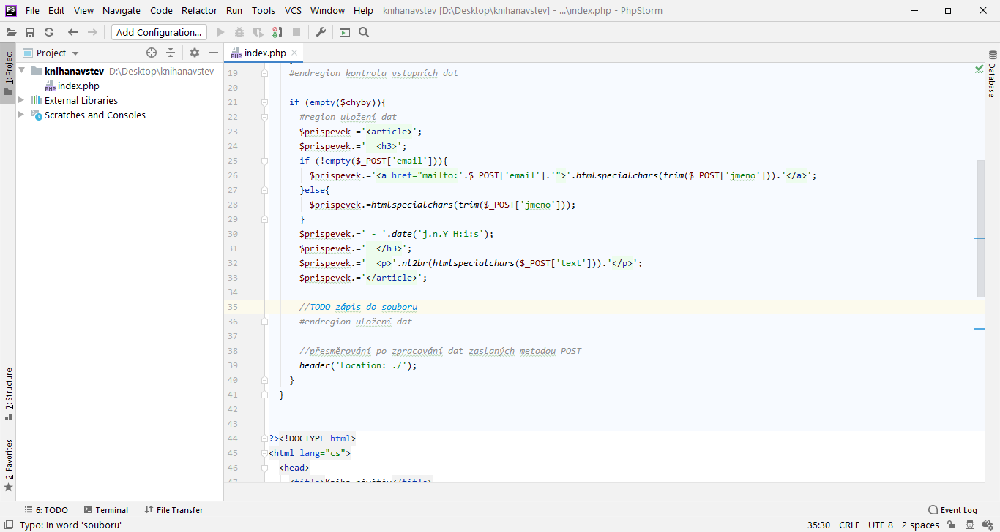 PS File Edit View Navigate Code Refactor Run Tools VCS Window Help knihanavstev [D:\Desktop\knihanavstev] - ...\index.php - PhpStorm
Add Configuration...
1: Project
Project
index.php
Database
knihanavstev D:\Desktop\knihanavstev
index.php
External Libraries
Scratches and Consoles
19 #endregion kontrola vstupních dat
20
21 if (empty($chyby)){
22 #region uložení dat
23 $prispevek ='<article>';
24 $prispevek.='  <h3>';
25 if (!empty($_POST['email'])){
26 $prispevek.='<a href="mailto:'.$_POST['email'].'">'.htmlspecialchars(trim($_POST['jmeno'])).'</a>';
27 }else{
28 $prispevek.=htmlspecialchars(trim($_POST['jmeno']));
29 }
30 $prispevek.=' - '.date('j.n.Y H:i:s');
31 $prispevek.='  </h3>';
32 $prispevek.='  <p>'.nl2br(htmlspecialchars($_POST['text'])).'</p>';
33 $prispevek.='</article>';
34
35 //TODO zápis do souboru
36 #endregion uložení dat
37
38 //přesměrování po zpracování dat zaslaných metodou POST
39 header('Location: ./');
40 }
41 }
42
43
44 ?><!DOCTYPE html>
45 <html lang="cs">
46 <head>
47 <title>Kniha návštěv</title>
7: Structure
2: Favorites
6: TODO Terminal File Transfer Event Log
Typo: In word 'souboru' 35:30 CRLF UTF-8 2 spaces